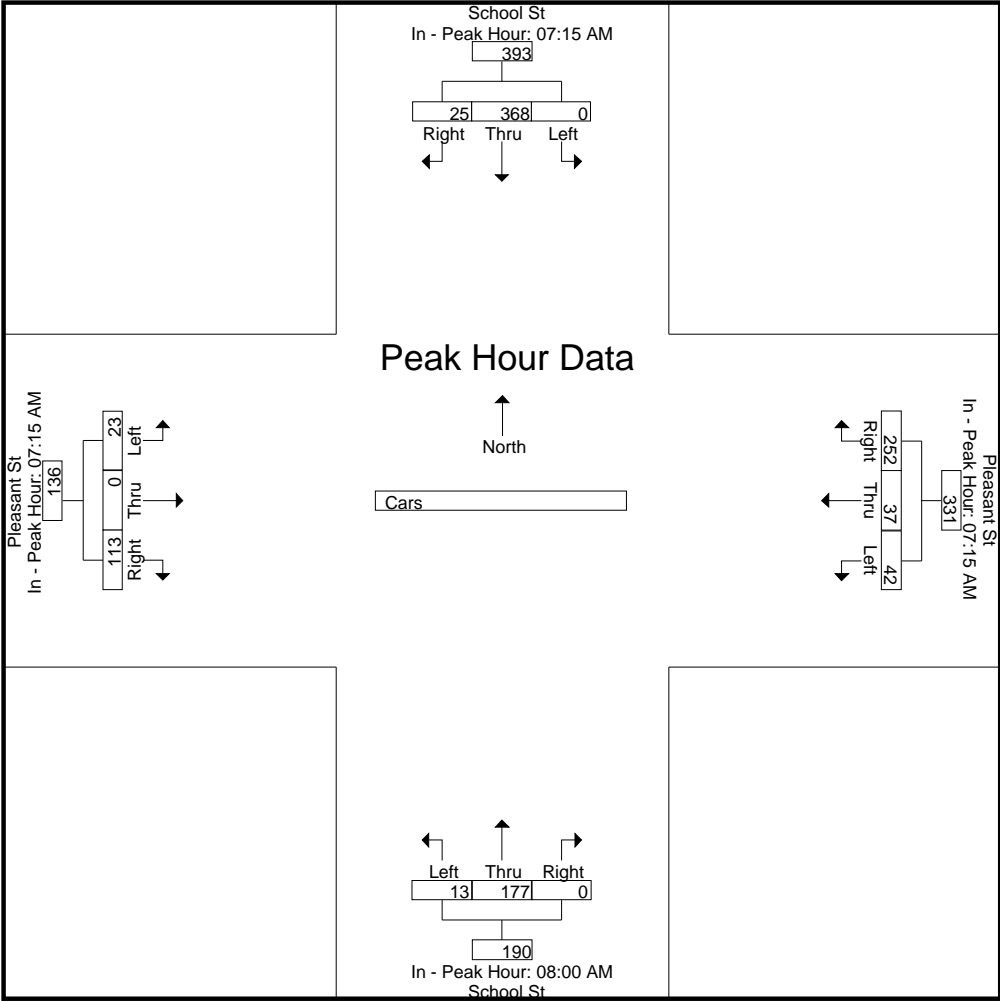 School St
In - Peak Hour: 07:15 AM
393
25 368 0
Right Thru Left
Peak Hour Data
North
Cars
Pleasant St
In - Peak Hour: 07:15 AM
136
23 0 113
Left Thru Right
Pleasant St
In - Peak Hour: 07:15 AM
331
252 37 42
Right Thru Left
Left Thru Right
13 177 0
190
In - Peak Hour: 08:00 AM
School St